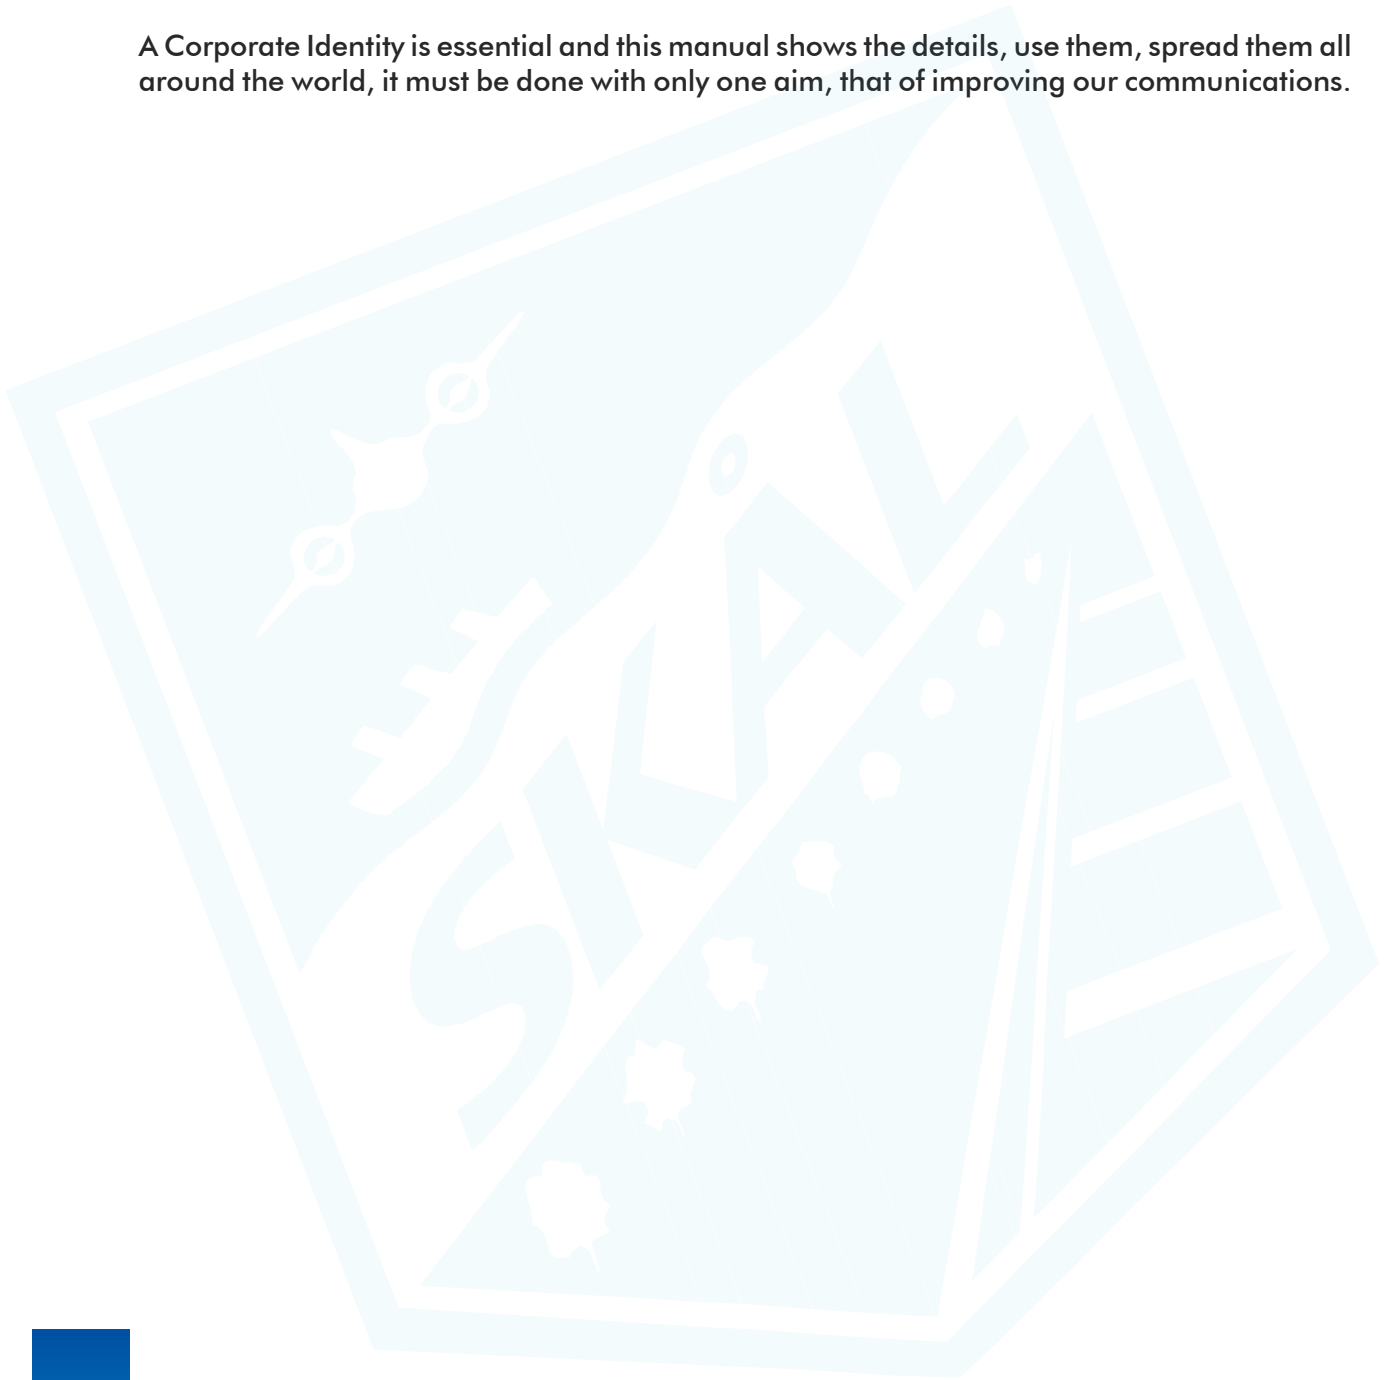 A Corporate Identity is essential and this manual shows the details, use them, spread them all
around the world, it must be done with only one aim, that of improving our communications.
SKÅL